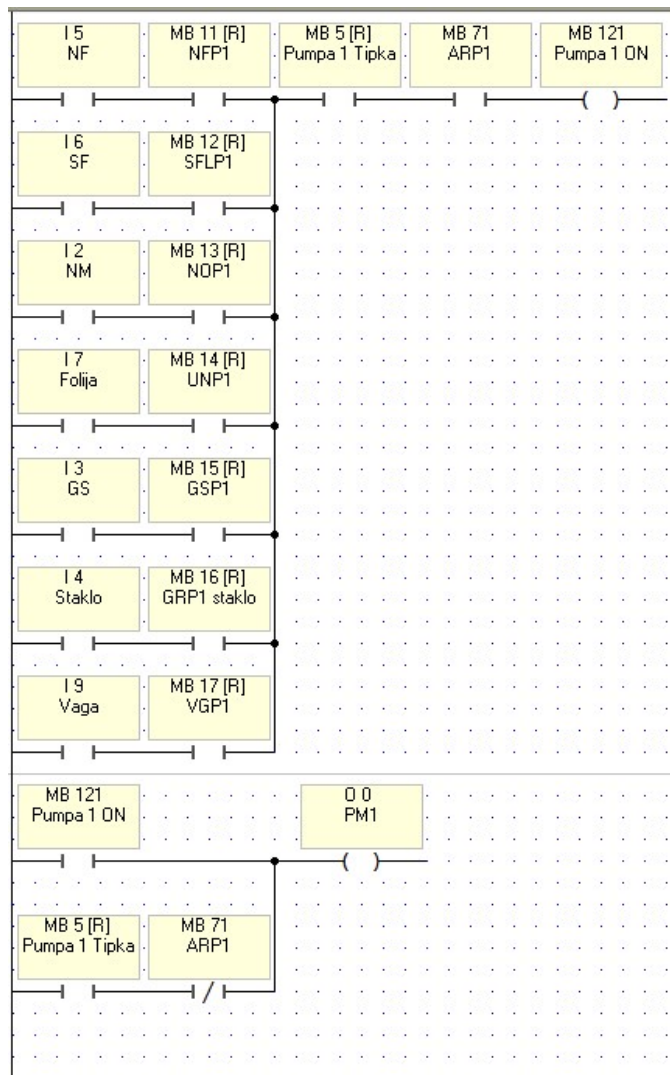 I 5
NF
MB 11 [R]
NFP1
MB 5 [R]
Pumpa 1 Tipka
MB 71
ARP1
MB 121
Pumpa 1 ON
I 6
SF
MB 12 [R]
SFLP1
I 2
NM
MB 13 [R]
NOP1
I 7
Folija
MB 14 [R]
UNP1
I 3
GS
MB 15 [R]
GSP1
I 4
Staklo
MB 16 [R]
GRP1 staklo
I 9
Vaga
MB 17 [R]
VGP1
MB 121
Pumpa 1 ON
O 0
PM1
MB 5 [R]
Pumpa 1 Tipka
MB 71
ARP1